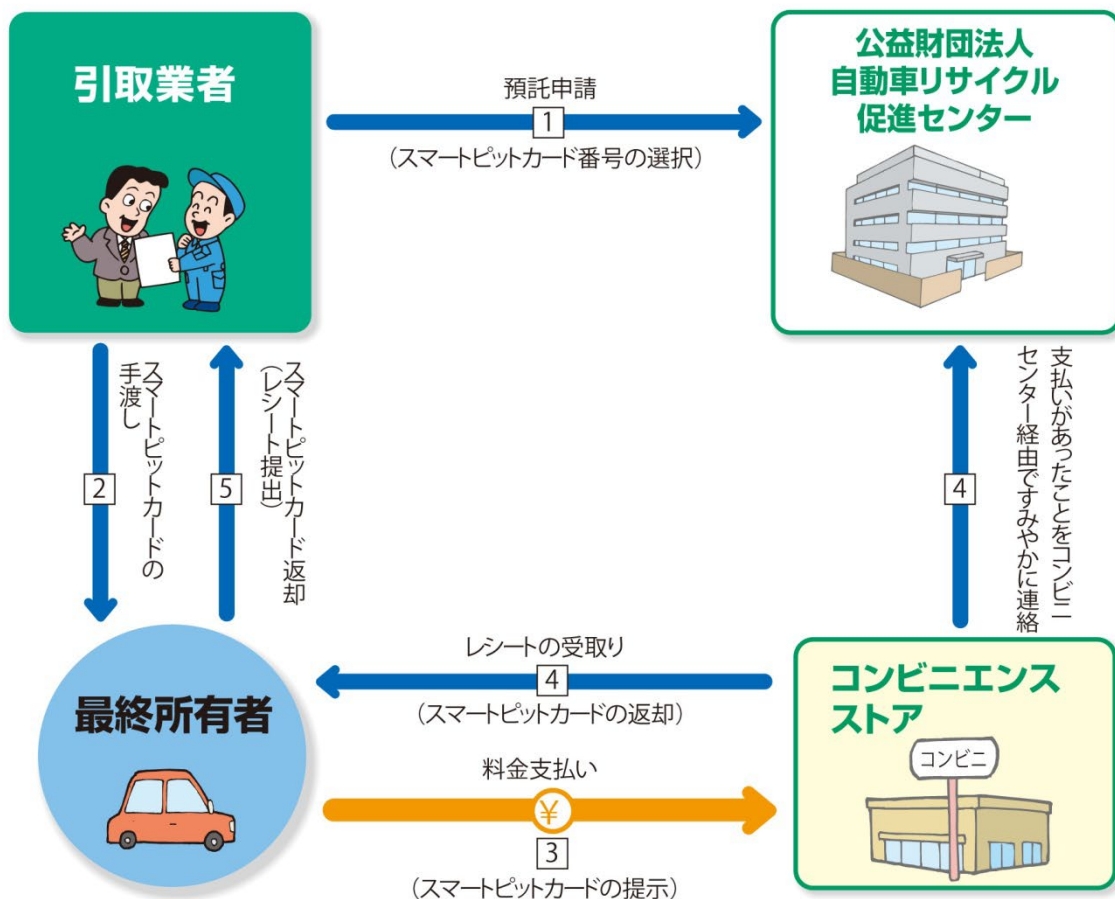 引取業者
公益財団法人
自動車リサイクル
促進センター
預託申請
1
(スマートピットカード番号の選択)
スマートピットカードの
手渡し
2
スマートピットカード返却
(レシート提出)
5
支払いがあったことをコンビニ
センター経由ですみやかに連絡
4
最終所有者
レシートの受取り
4
(スマートピットカードの返却)
料金支払い
¥
3
(スマートピットカードの提示)
コンビニエンス
ストア
コンビニ